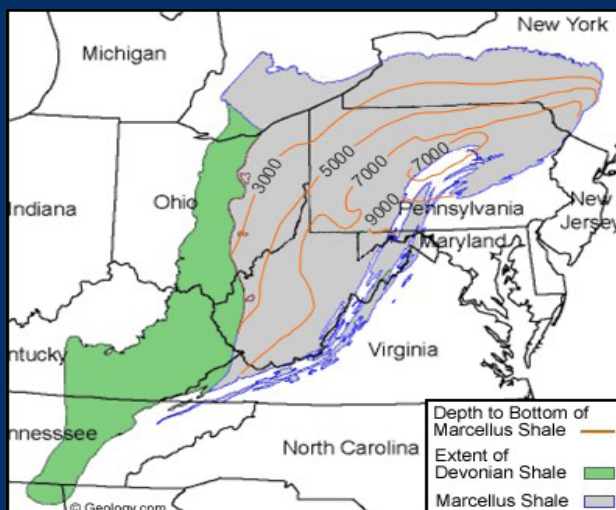 New York
Michigan
3000
5000
7000
7000
9000
Ohio
Indiana
Pennsylvania
New
Jersey
Maryland
ntucky
Virginia
nnesssee
North Carolina
Depth to Bottom of
Marcellus Shale
Extent of
Devonian Shale
Marcellus Shale
© Geology.com